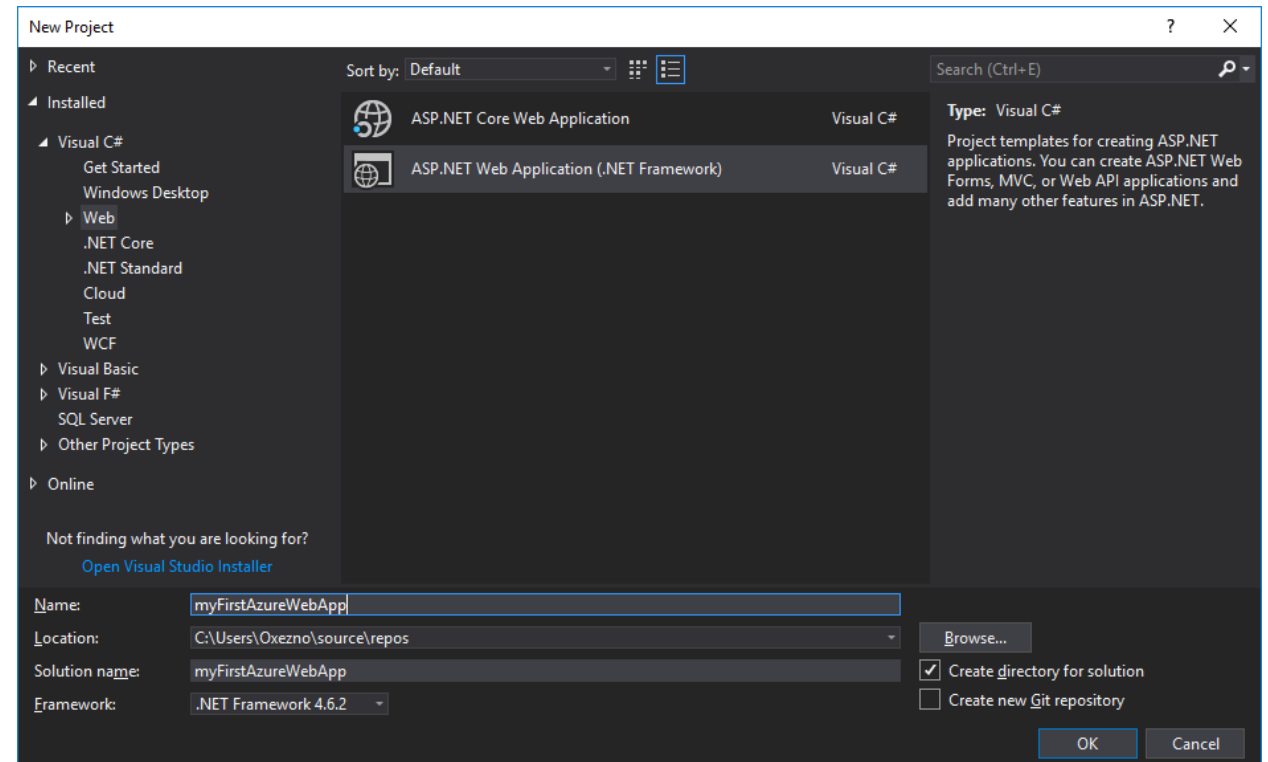 New Project
Recent
Installed
Visual C#
Get Started
Windows Desktop
Web
.NET Core
.NET Standard
Cloud
Test
WCF
Visual Basic
Visual F#
SQL Server
Other Project Types
Online
Not finding what you are looking for?
Open Visual Studio Installer
Sort by: Default
ASP.NET Core Web Application Visual C#
ASP.NET Web Application (.NET Framework) Visual C#
Search (Ctrl+E)
Type: Visual C#
Project templates for creating ASP.NET
applications. You can create ASP.NET Web
Forms, MVC, or Web API applications and
add many other features in ASP.NET.
Name: myFirstAzureWebApp
Location: C:\Users\Oxezno\source\repos
Browse...
Solution name: myFirstAzureWebApp
Create directory for solution
Framework: .NET Framework 4.6.2
Create new Git repository
OK Cancel